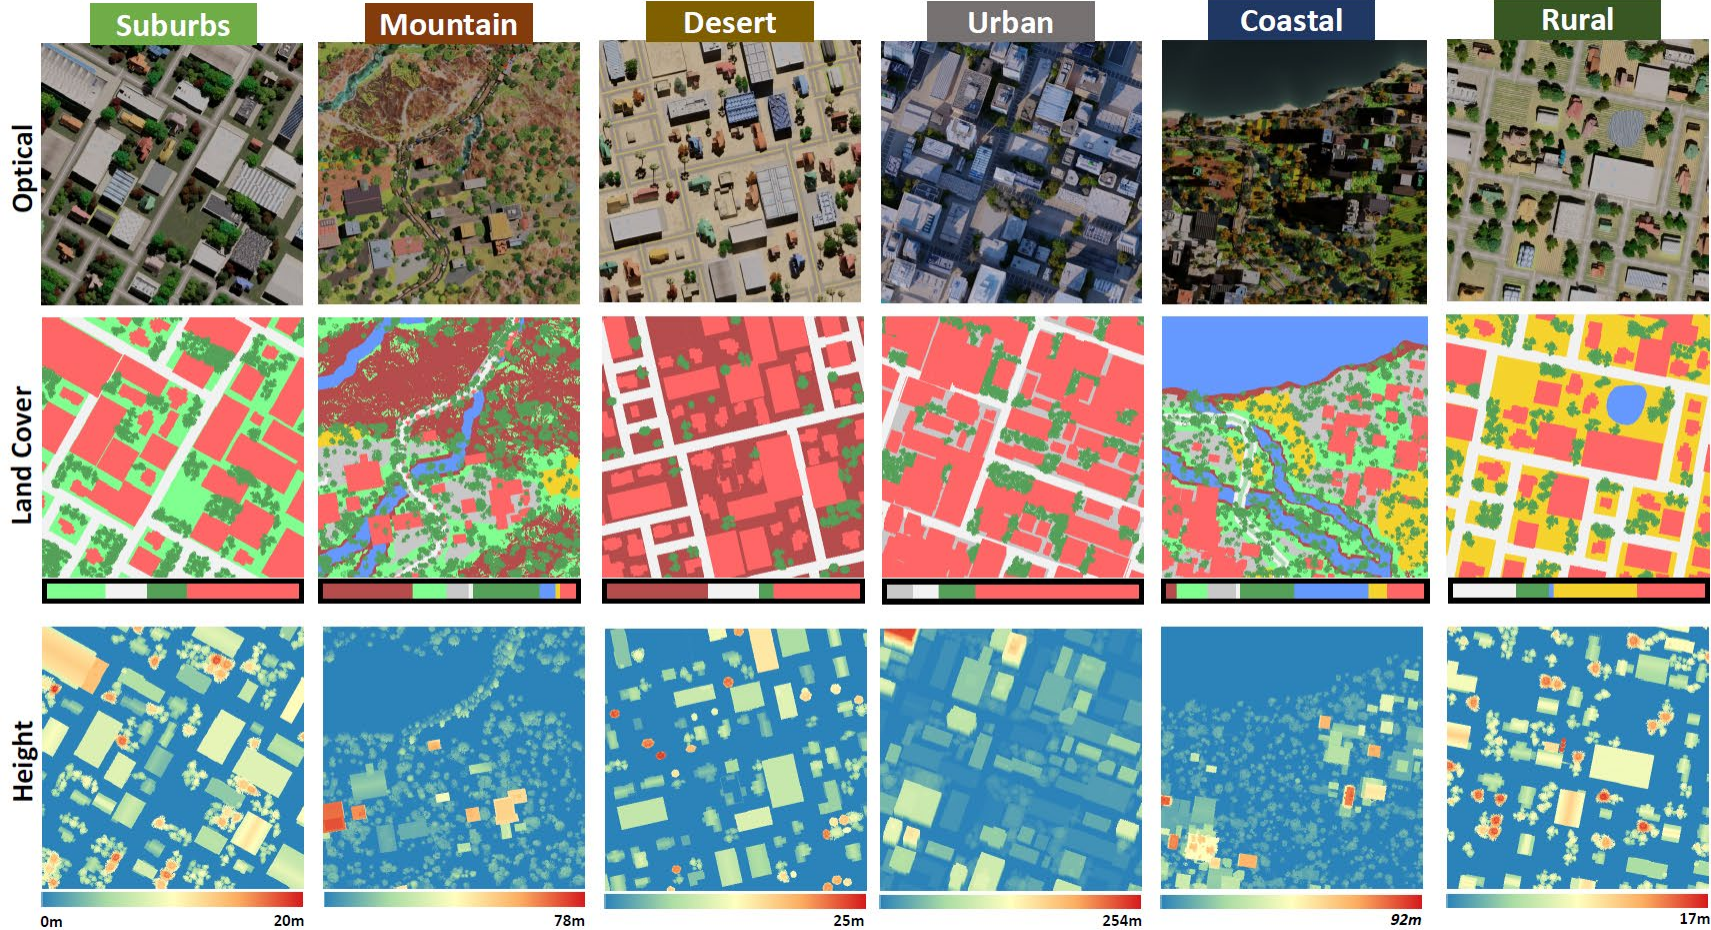 Suburbs Mountain Desert Urban Coastal Rural
Optical
Land Cover
Height
0m 20m 78m 25m 254m 92m 17m